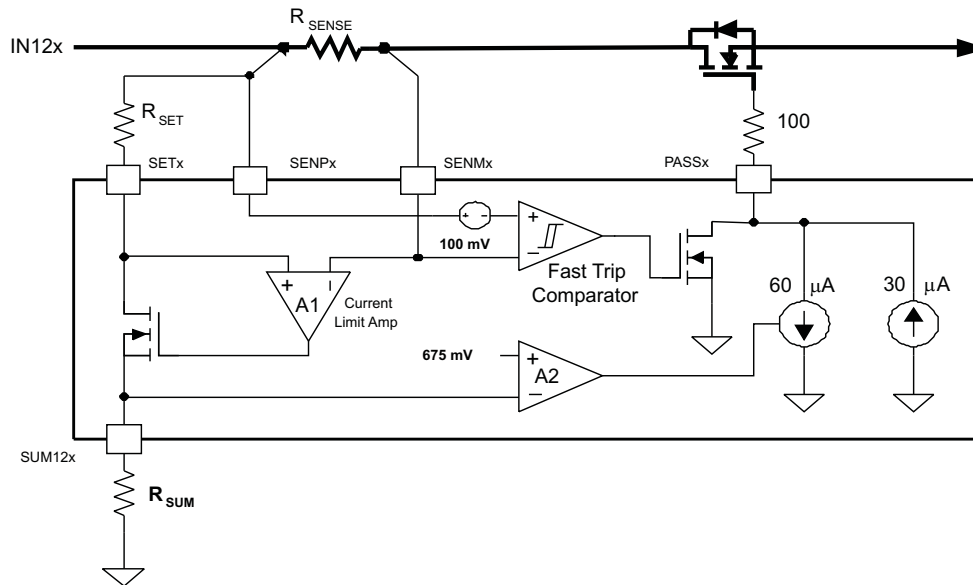 R SENSE
IN12x
R SET
100
SETx
SENPx
SENMx
PASSx
+ -
+
100 mV
−
Fast Trip
Comparator
60 μA
30 μA
+ −
A1
Current
Limit Amp
675 mV
+
A2
−
SUM12x
R SUM